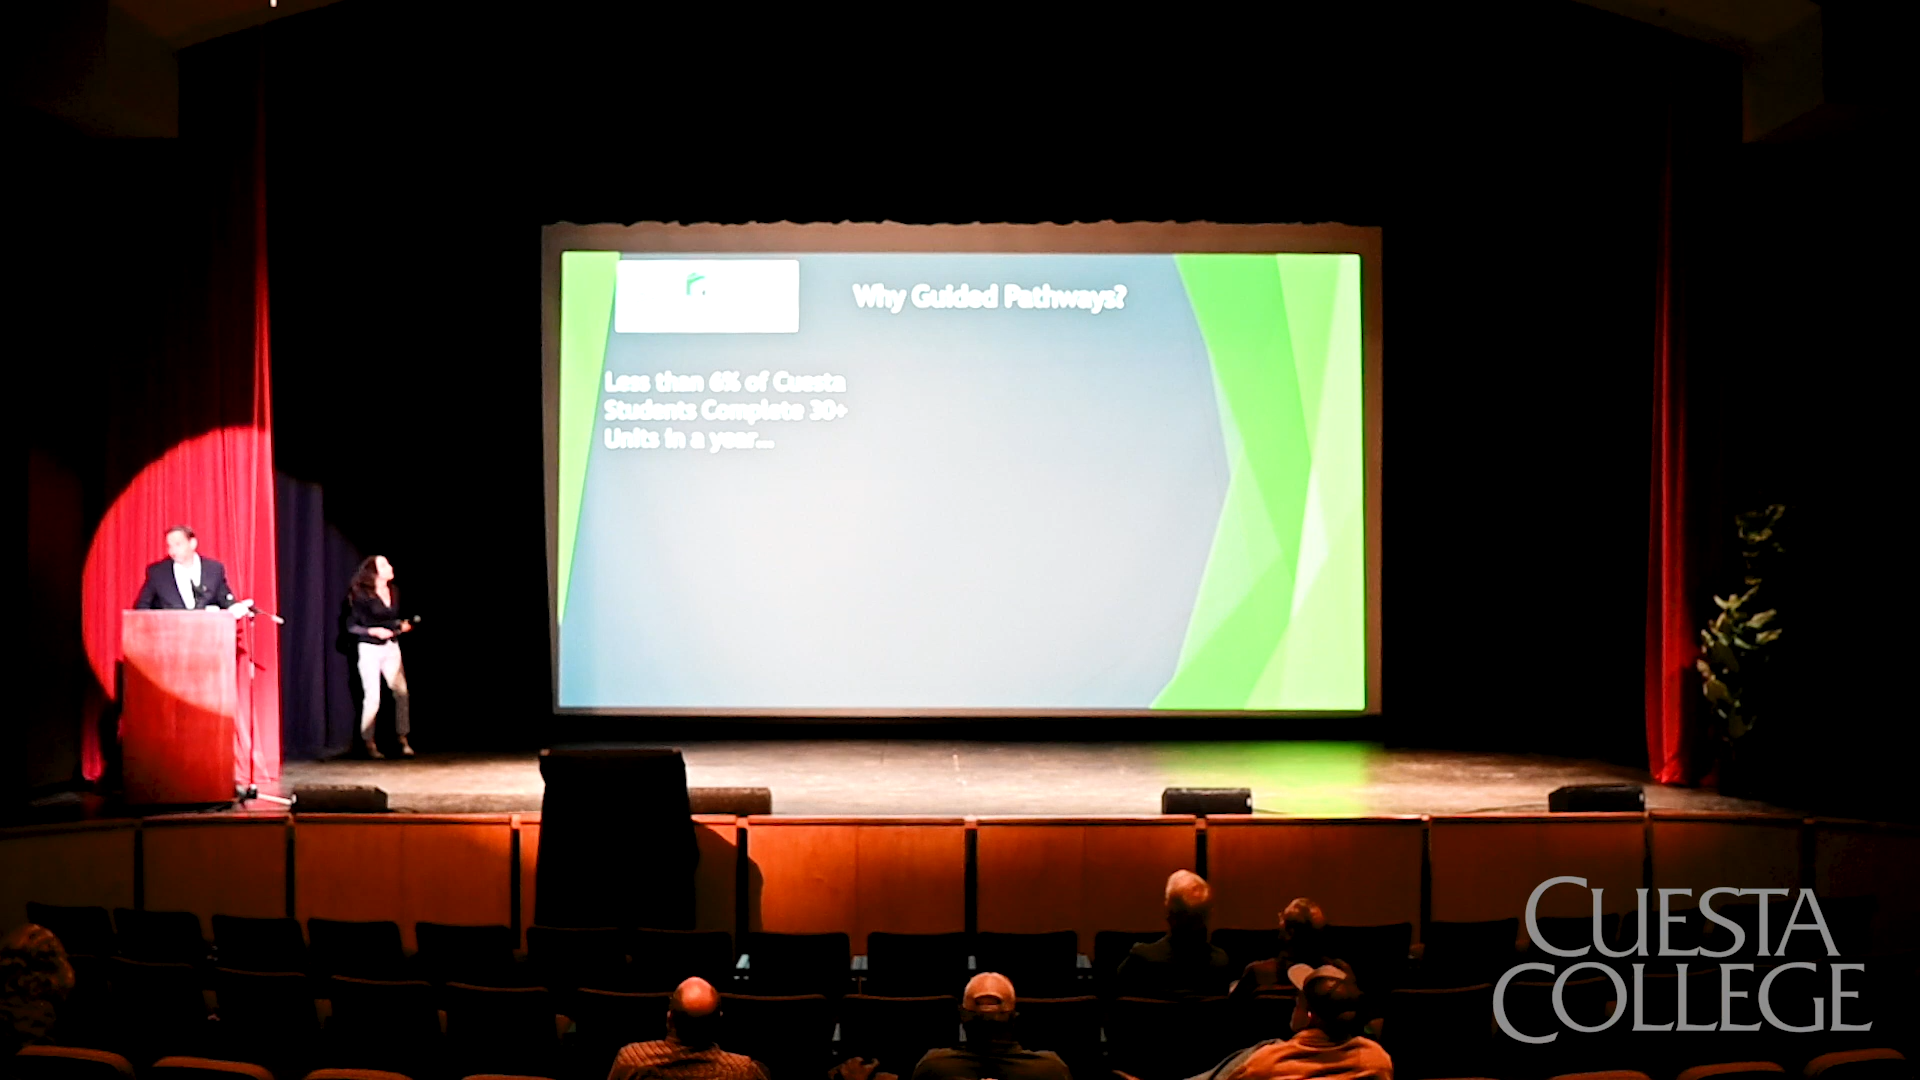 Why Guided Pathways?
Less than 6% of Cuesta
Students Complete 30+
Units in a year...
CUESTA
COLLEGE